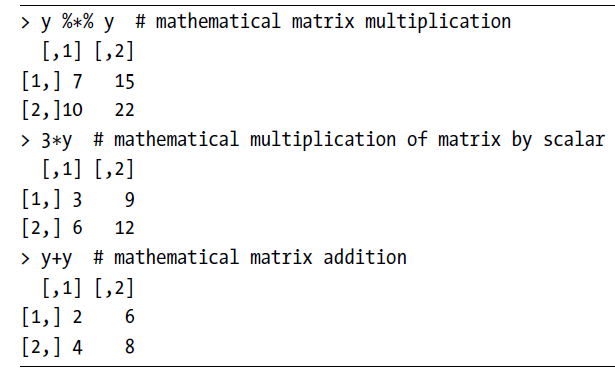 > y %*% y  # mathematical matrix multiplication
  [,1] [,2]
[1,] 7   15
[2,]10   22
> 3*y  # mathematical multiplication of matrix by scalar
  [,1] [,2]
[1,] 3    9
[2,] 6   12
> y+y  # mathematical matrix addition
  [,1] [,2]
[1,] 2    6
[2,] 4    8